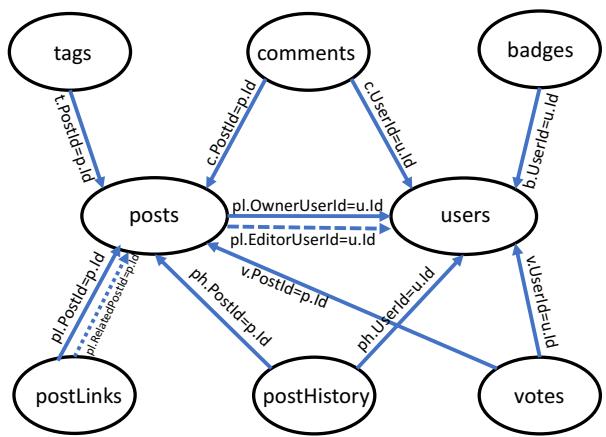 tags
comments
badges
t.PostId=p.Id
c.PostId=p.Id
c.UserId=u.Id
b.UserId=u.Id
posts
pl.OwnerUserId=u.Id
pl.EditorUserId=u.Id
users
pl.PostId=p.Id
pl.RelatedPostId=p.Id
ph.PostId=p.Id
v.PostId=p.Id
ph.UserId=u.Id
v.UserId=u.Id
postLinks
postHistory
votes